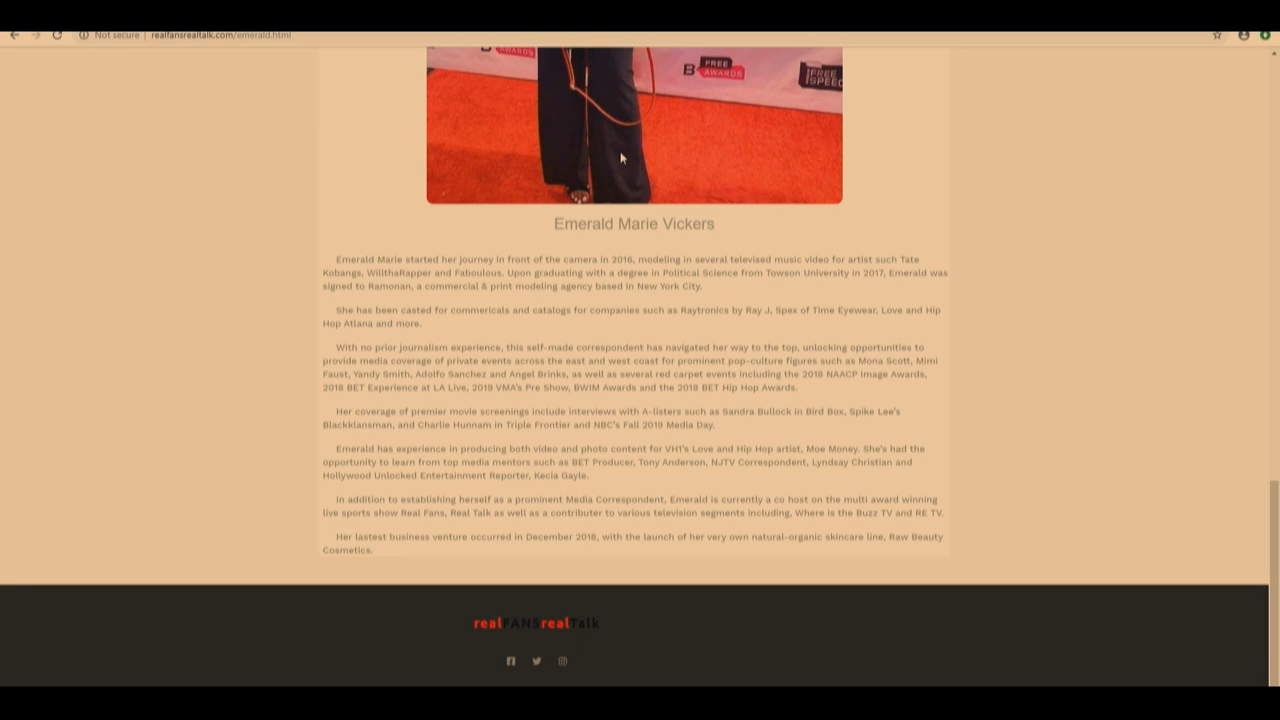 Not secure | realfansrealtalk.com/emerald.html
AWARDS
B FREE AWARDS
FREE SPEE
Emerald Marie Vickers
Emerald Marie started her journey in front of the camera in 2016, modeling in several televised music video for artist such Tate
Kobangs, WillthaRapper and Faboulous. Upon graduating with a degree in Political Science from Towson University in 2017, Emerald was
signed to Ramonan, a commercial & print modeling agency based in New York City.
She has been casted for commericals and catalogs for companies such as Raytronics by Ray J, Spex of Time Eyewear, Love and Hip
Hop Atlana and more.
With no prior journalism experience, this self-made correspondent has navigated her way to the top, unlocking opportunities to
provide media coverage of private events across the east and west coast for prominent pop-culture figures such as Mona Scott, Mimi
Faust, Yandy Smith, Adolfo Sanchez and Angel Brinks, as well as several red carpet events including the 2018 NAACP Image Awards,
2018 BET Experience at LA Live, 2019 VMA's Pre Show, BWIM Awards and the 2018 BET Hip Hop Awards.
Her coverage of premier movie screenings include interviews with A-listers such as Sandra Bullock in Bird Box, Spike Lee's
Blackklansman, and Charlie Hunnam in Triple Frontier and NBC's Fall 2019 Media Day.
Emerald has experience in producing both video and photo content for VH1's Love and Hip Hop artist, Moe Money. She's had the
opportunity to learn from top media mentors such as BET Producer, Tony Anderson, NJTV Correspondent, Lyndsay Christian and
Hollywood Unlocked Entertainment Reporter, Kecia Gayle.
In addition to establishing herself as a prominent Media Correspondent, Emerald is currently a co host on the multi award winning
live sports show Real Fans, Real Talk as well as a contributer to various television segments including, Where is the Buzz TV and RE TV.
Her lastest business venture occurred in December 2018, with the launch of her very own natural-organic skincare line, Raw Beauty
Cosmetics.
realFANSrealTalk